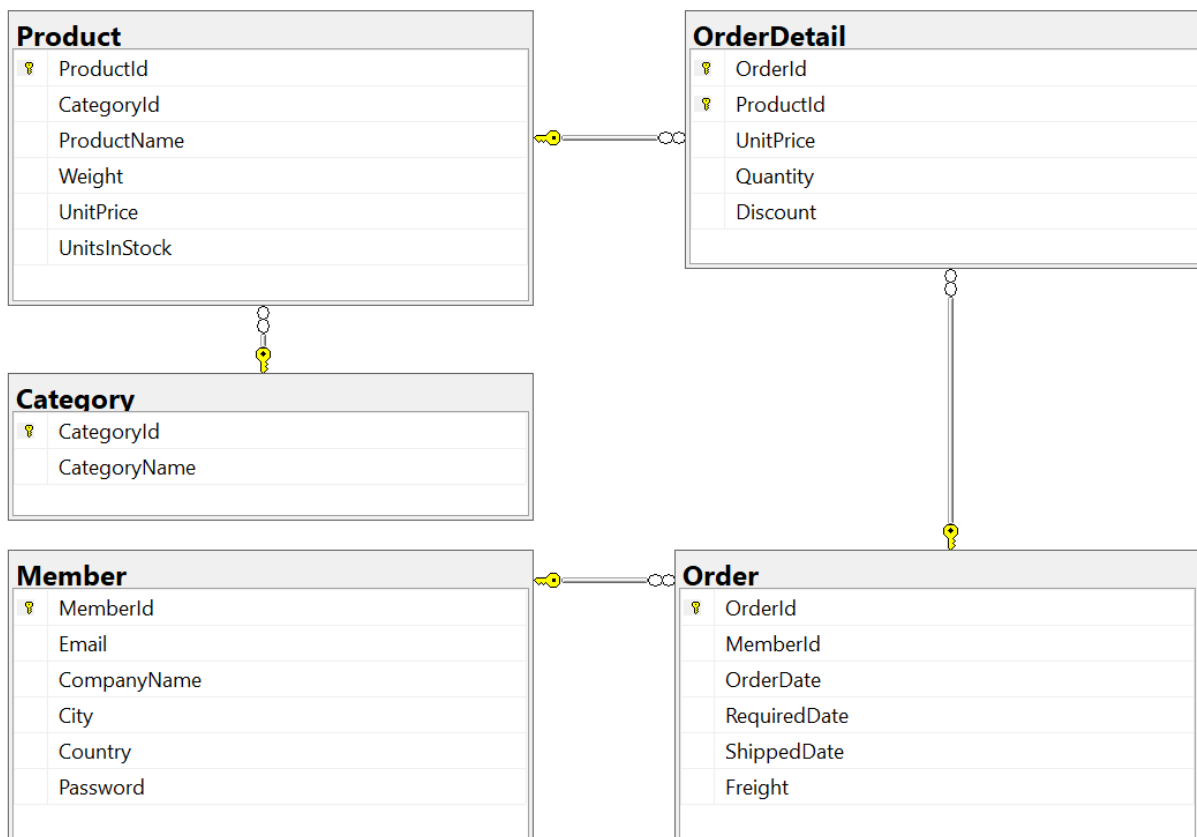 Product
ProductId
CategoryId
ProductName
Weight
UnitPrice
UnitsInStock
OrderDetail
OrderId
ProductId
UnitPrice
Quantity
Discount
Category
CategoryId
CategoryName
Member
MemberId
Email
CompanyName
City
Country
Password
Order
OrderId
MemberId
OrderDate
RequiredDate
ShippedDate
Freight